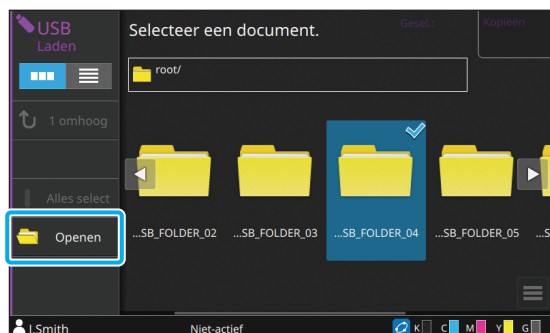 USB
Laden
Selecteer een document.
Gesel.:
Kopieën
root/
1 omhoog
Alles select
Openen
...SB_FOLDER_02
...SB_FOLDER_03
...SB_FOLDER_04
...SB_FOLDER_05
...S
J.Smith
Niet-actief
K C M Y G